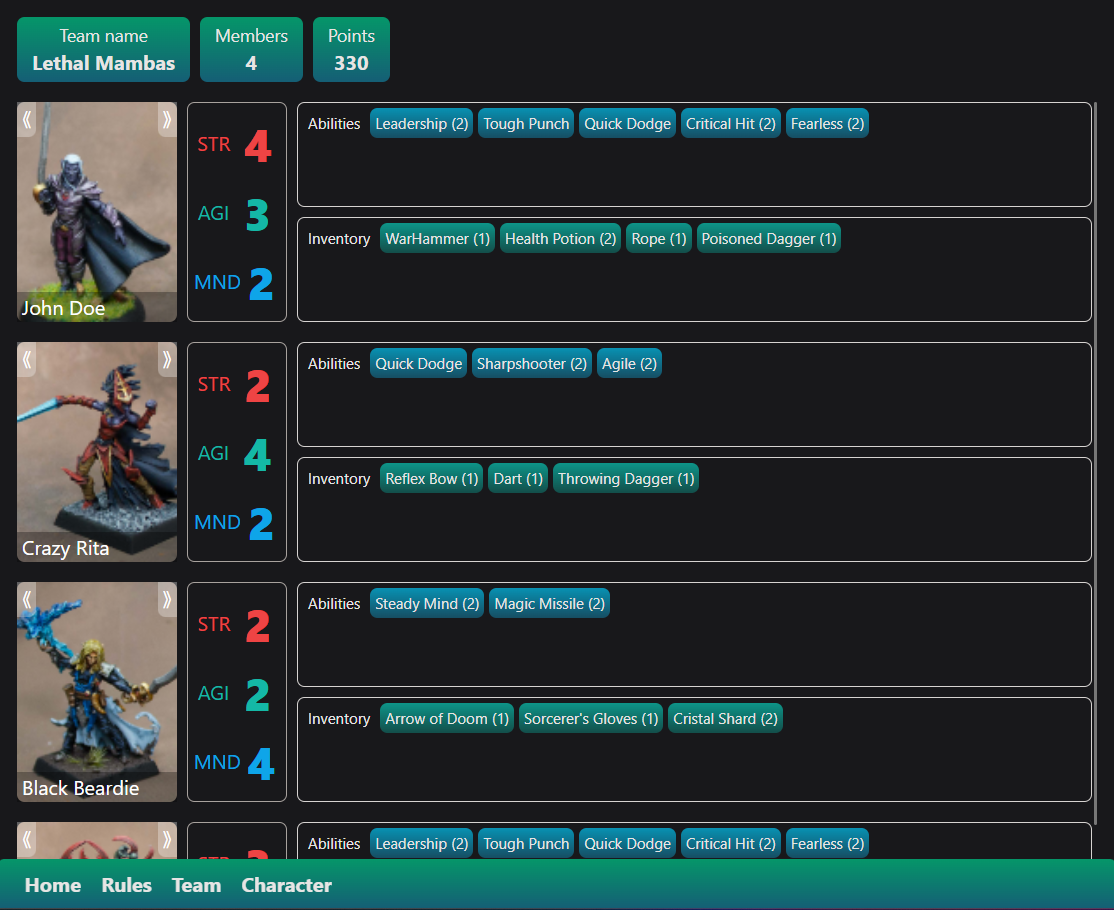 Team name
Lethal Mambas
Members
4
Points
330
⟪ ⟫
John Doe
STR 4
AGI 3
MND 2
Abilities Leadership (2) Tough Punch Quick Dodge Critical Hit (2) Fearless (2)
Inventory WarHammer (1) Health Potion (2) Rope (1) Poisoned Dagger (1)
⟪ ⟫
Crazy Rita
STR 2
AGI 4
MND 2
Abilities Quick Dodge Sharpshooter (2) Agile (2)
Inventory Reflex Bow (1) Dart (1) Throwing Dagger (1)
⟪ ⟫
Black Beardie
STR 2
AGI 2
MND 4
Abilities Steady Mind (2) Magic Missile (2)
Inventory Arrow of Doom (1) Sorcerer's Gloves (1) Cristal Shard (2)
⟪ ⟫
STR
Abilities Leadership (2) Tough Punch Quick Dodge Critical Hit (2) Fearless (2)
Home Rules Team Character